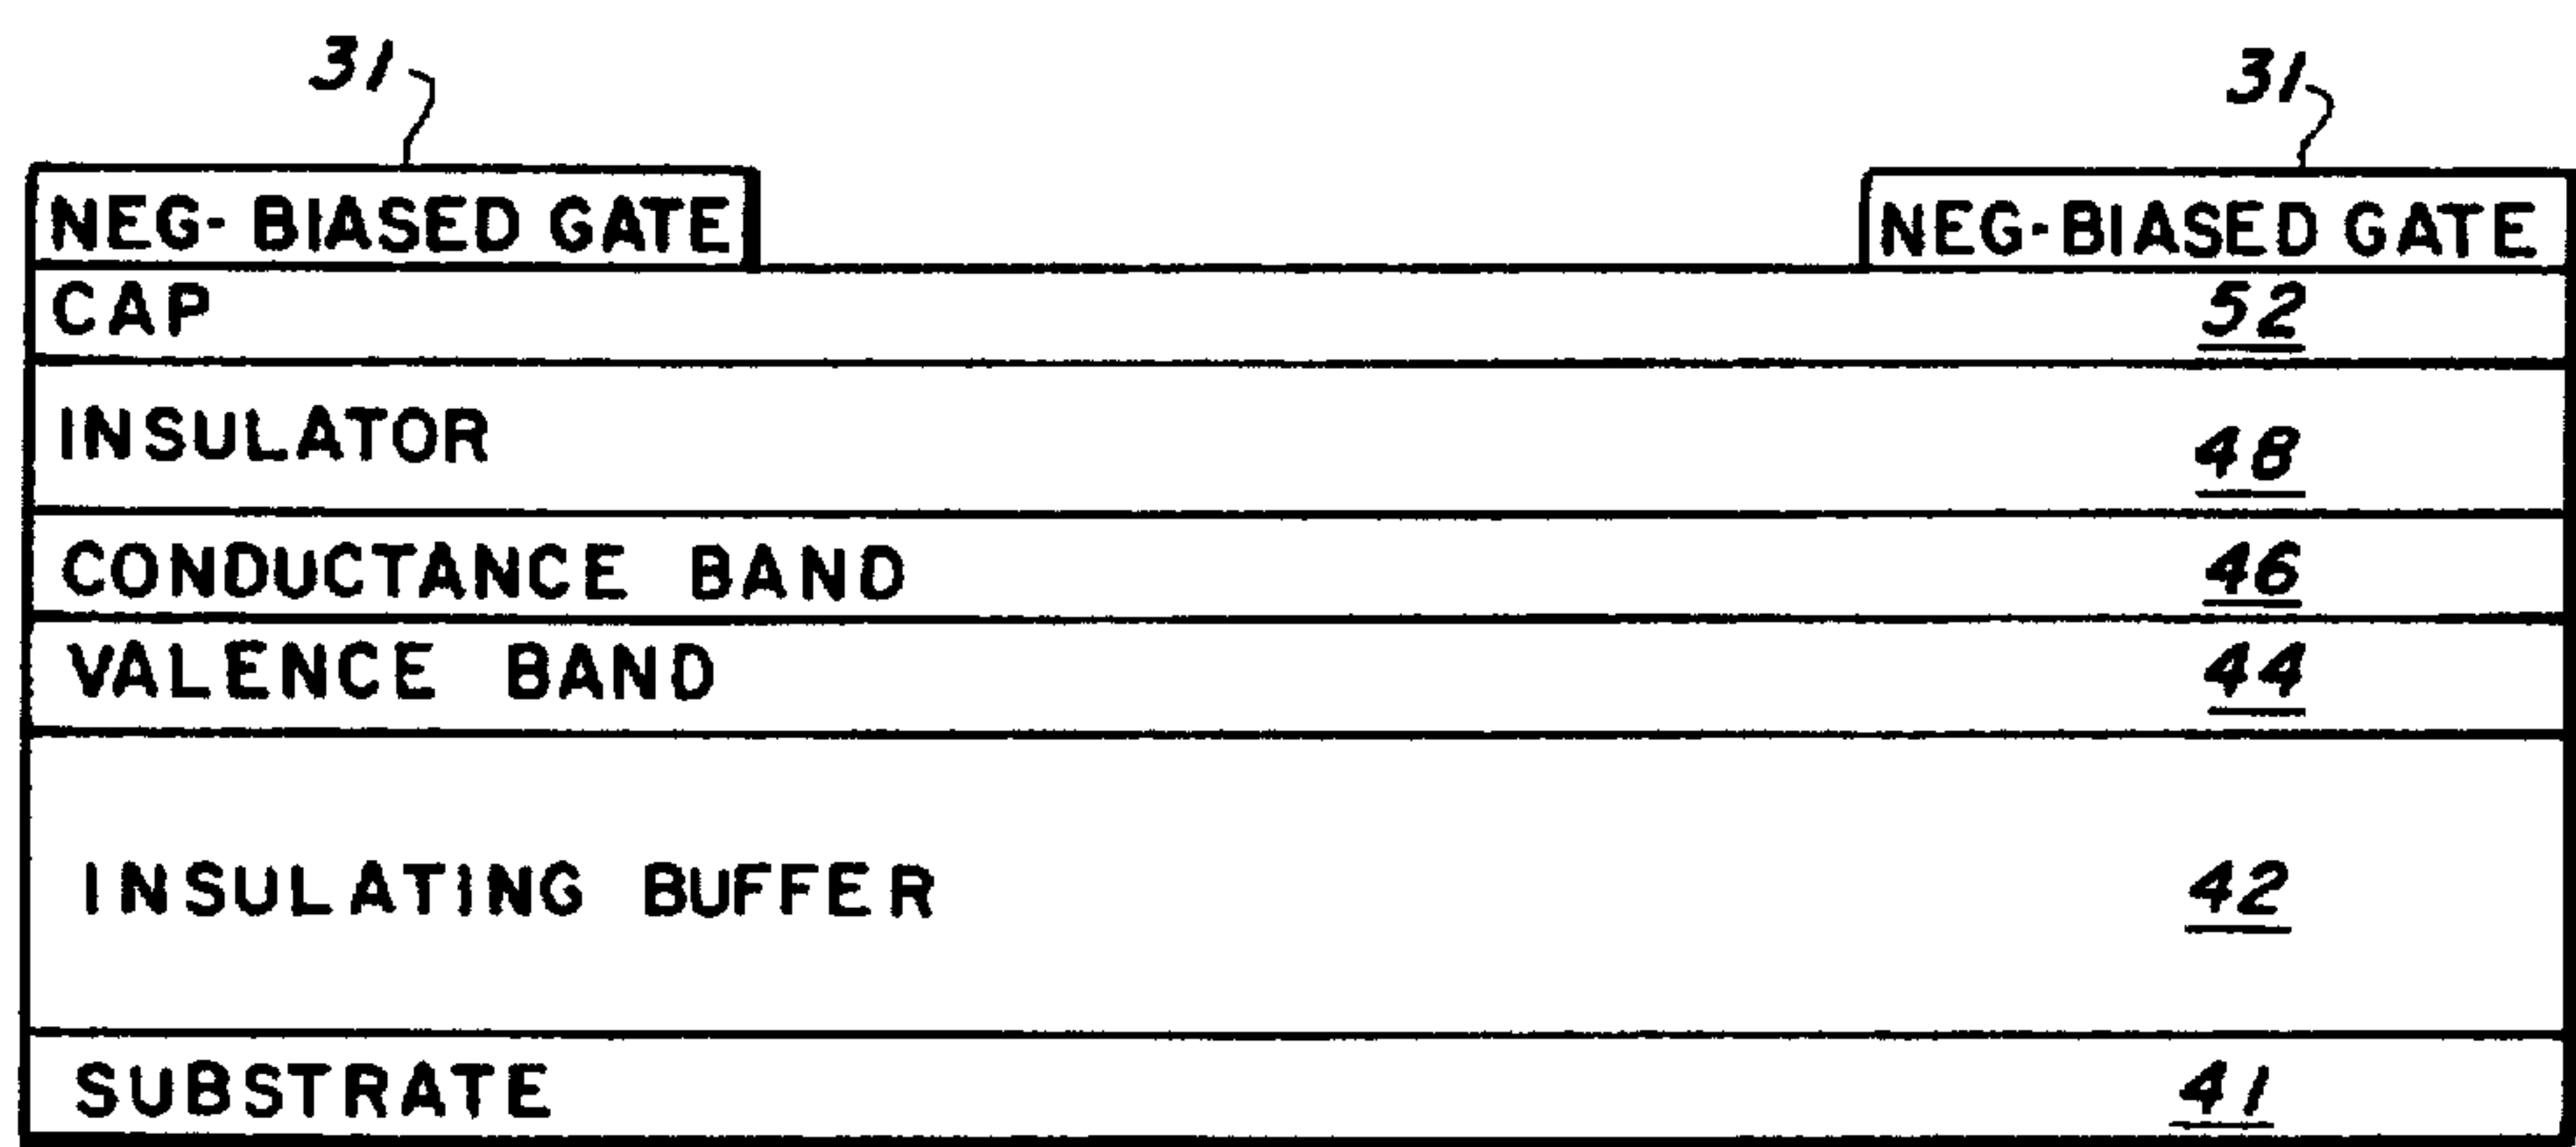 31 31
NEG-BIASED GATE NEG-BIASED GATE
CAP 52
INSULATOR 48
CONDUCTANCE BAND 46
VALENCE BAND 44
INSULATING BUFFER 42
SUBSTRATE 41